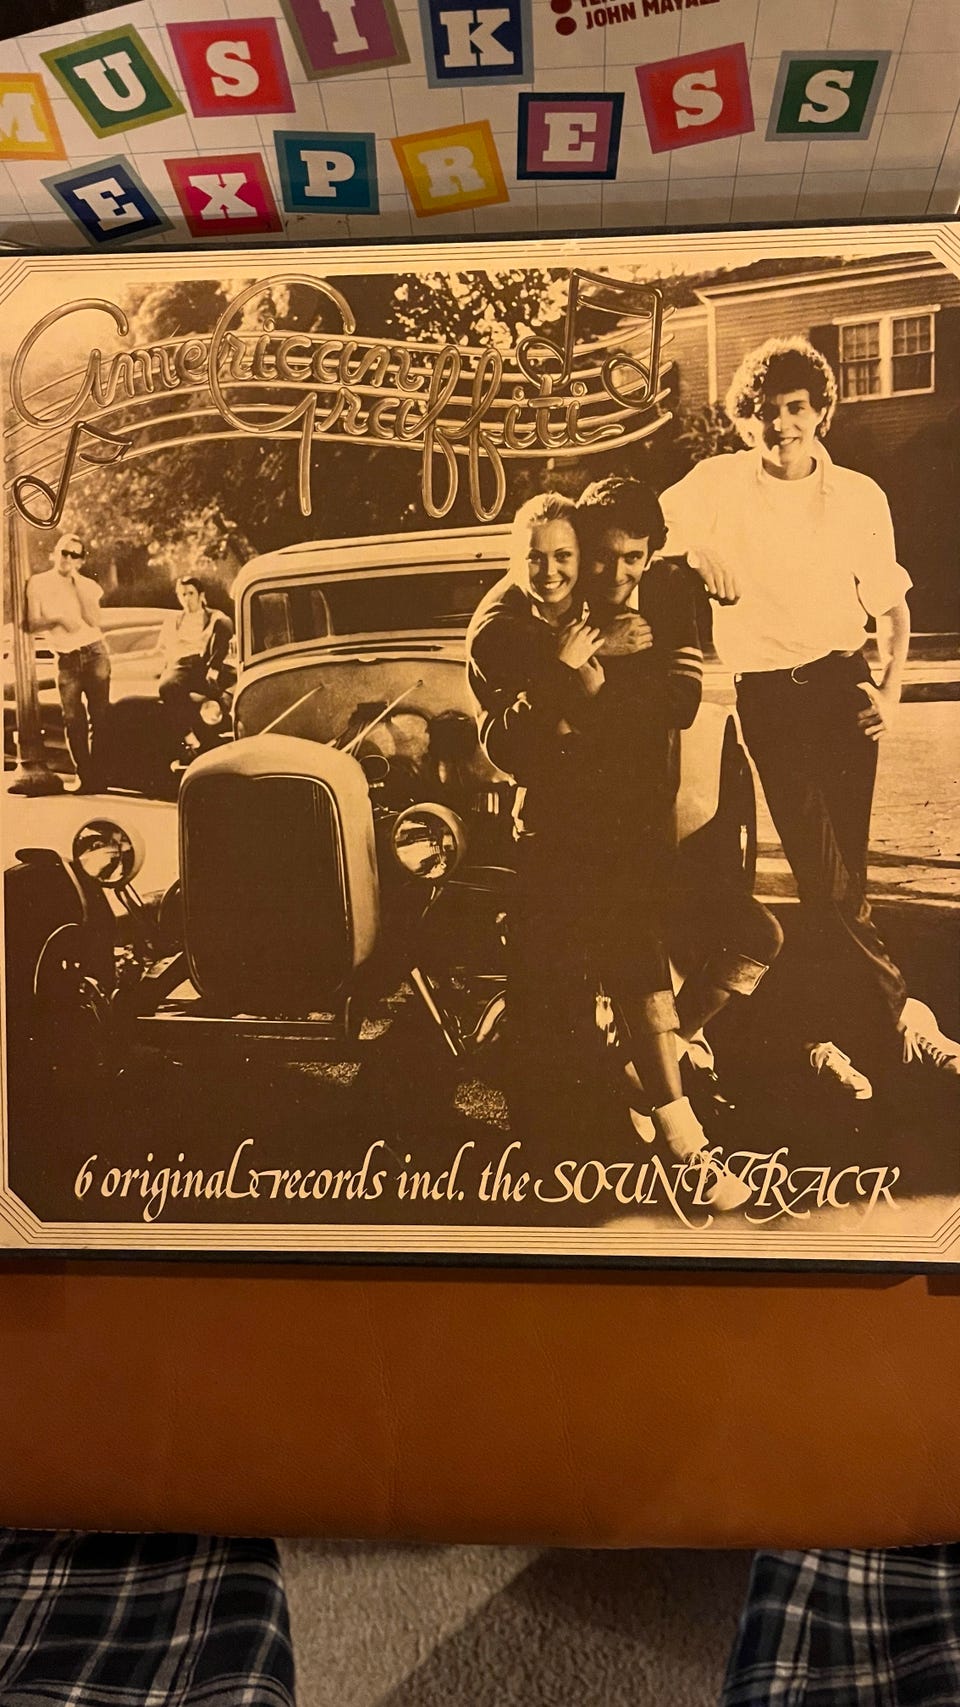 MUSIK
JOHN MAYALL
EXPRESS
American
Graffiti
6 original records incl. the SOUNDTRACK